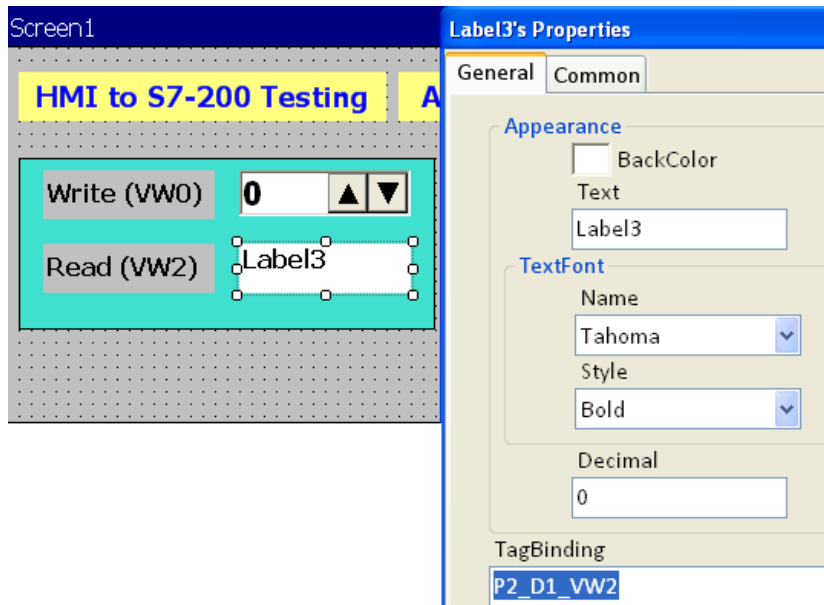 Screen1
HMI to S7-200 Testing
A
Write (VW0)
0
Read (VW2)
Label3
Label3's Properties
General
Common
Appearance
BackColor
Text
Label3
TextFont
Name
Tahoma
Style
Bold
Decimal
0
TagBinding
P2_D1_VW2